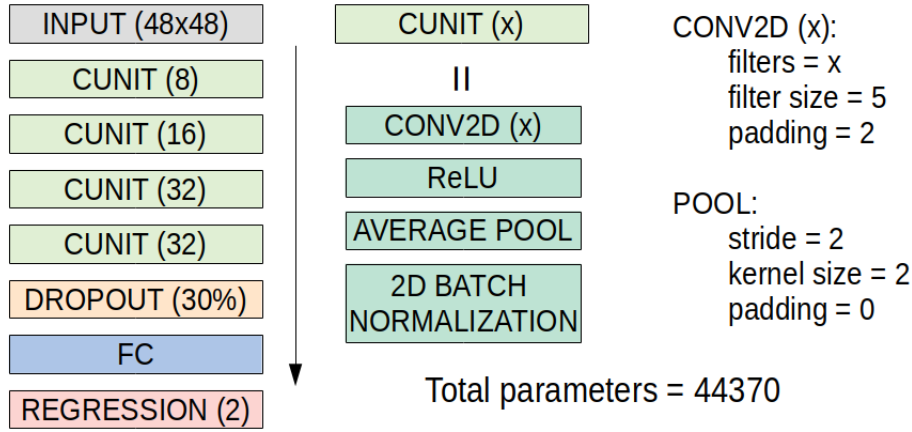 INPUT (48x48)
CUNIT (8)
CUNIT (16)
CUNIT (32)
CUNIT (32)
DROPOUT (30%)
FC
REGRESSION (2)
CUNIT (x)
=
CONV2D (x)
ReLU
AVERAGE POOL
2D BATCH
NORMALIZATION
CONV2D (x):
filters = x
filter size = 5
padding = 2
POOL:
stride = 2
kernel size = 2
padding = 0
Total parameters = 44370